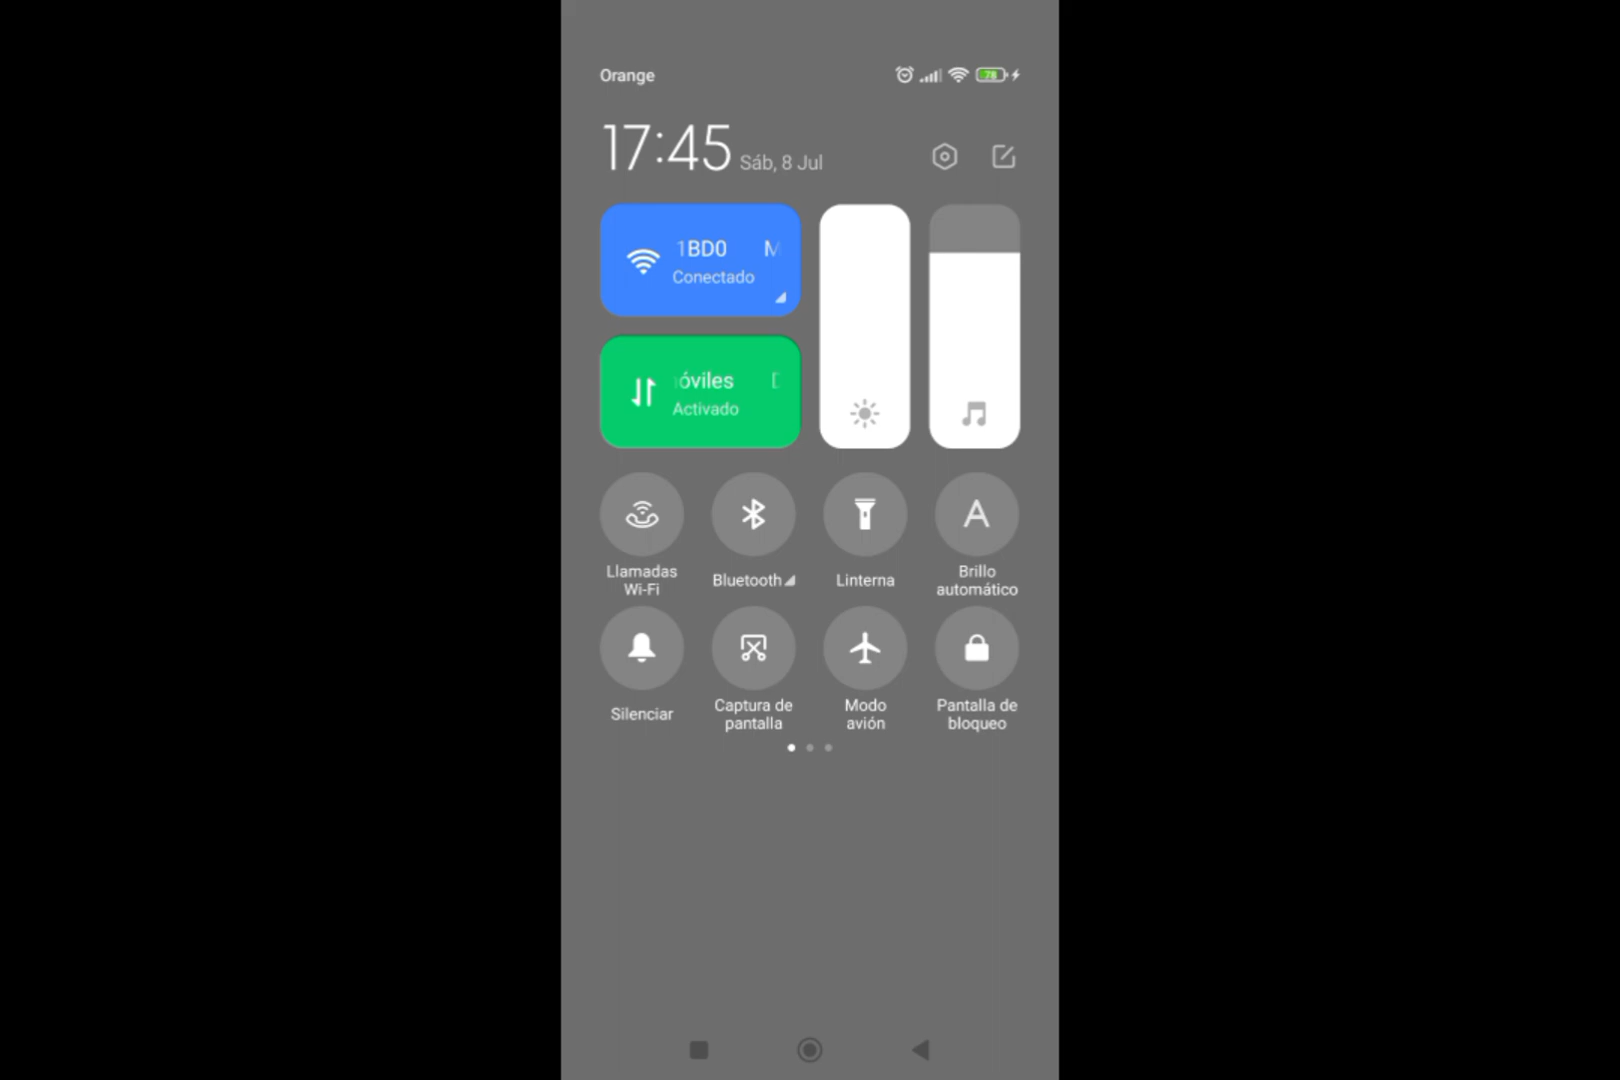 Orange
78
17:45 Sáb, 8 Jul
1BD0 M
Conectado
óviles
Activado
A
Llamadas
Wi-Fi
Bluetooth
Linterna
Brillo
automático
Silenciar
Captura de
pantalla
Modo
avión
Pantalla de
bloqueo